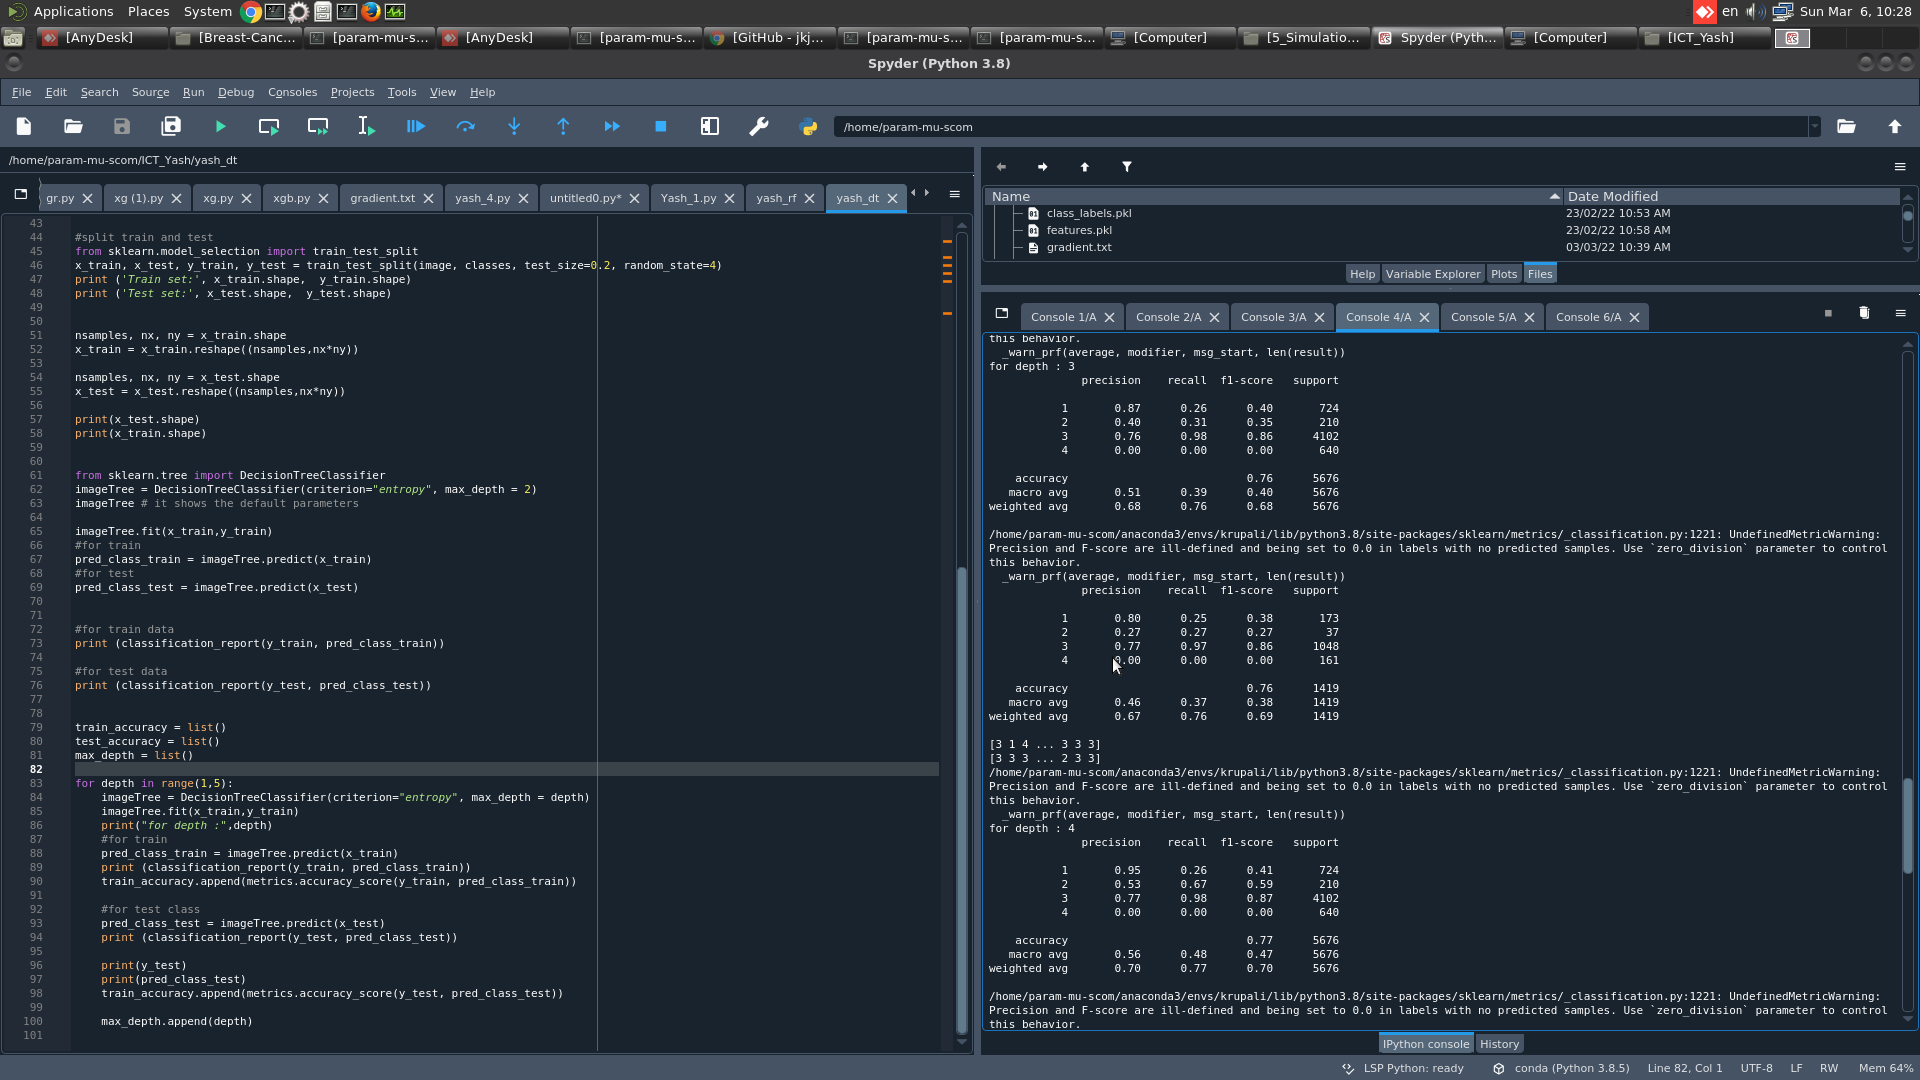 Applications Places System en Sun Mar 6, 10:28
[AnyDesk] [Breast-Canc... [param-mu-s... [AnyDesk] [param-mu-s... [GitHub - jkj... [param-mu-s... [param-mu-s... [Computer] [5_Simulatio... Spyder (Pyth... [Computer] [ICT_Yash]
Spyder (Python 3.8)
File Edit Search Source Run Debug Consoles Projects Tools View Help
/home/param-mu-scom
/home/param-mu-scom/ICT_Yash/yash_dt
gr.py xg (1).py xg.py xgb.py gradient.txt yash_4.py untitled0.py* Yash_1.py yash_rf yash_dt
43
44 #split train and test
45 from sklearn.model_selection import train_test_split
46 x_train, x_test, y_train, y_test = train_test_split(image, classes, test_size=0.2, random_state=4)
47 print ('Train set:', x_train.shape,  y_train.shape)
48 print ('Test set:', x_test.shape,  y_test.shape)
49
50
51 nsamples, nx, ny = x_train.shape
52 x_train = x_train.reshape((nsamples,nx*ny))
53
54 nsamples, nx, ny = x_test.shape
55 x_test = x_test.reshape((nsamples,nx*ny))
56
57 print(x_test.shape)
58 print(x_train.shape)
59
60
61 from sklearn.tree import DecisionTreeClassifier
62 imageTree = DecisionTreeClassifier(criterion="entropy", max_depth = 2)
63 imageTree # it shows the default parameters
64
65 imageTree.fit(x_train,y_train)
66 #for train
67 pred_class_train = imageTree.predict(x_train)
68 #for test
69 pred_class_test = imageTree.predict(x_test)
70
71
72 #for train data
73 print (classification_report(y_train, pred_class_train))
74
75 #for test data
76 print (classification_report(y_test, pred_class_test))
77
78
79 train_accuracy = list()
80 test_accuracy = list()
81 max_depth = list()
82
83 for depth in range(1,5):
84     imageTree = DecisionTreeClassifier(criterion="entropy", max_depth = depth)
85     imageTree.fit(x_train,y_train)
86     print("for depth :",depth)
87     #for train
88     pred_class_train = imageTree.predict(x_train)
89     print (classification_report(y_train, pred_class_train))
90     train_accuracy.append(metrics.accuracy_score(y_train, pred_class_train))
91
92     #for test class
93     pred_class_test = imageTree.predict(x_test)
94     print (classification_report(y_test, pred_class_test))
95
96     print(y_test)
97     print(pred_class_test)
98     train_accuracy.append(metrics.accuracy_score(y_test, pred_class_test))
99
100     max_depth.append(depth)
101
Name Date Modified
class_labels.pkl 23/02/22 10:53 AM
features.pkl 23/02/22 10:58 AM
gradient.txt 03/03/22 10:39 AM
Help Variable Explorer Plots Files
Console 1/A Console 2/A Console 3/A Console 4/A Console 5/A Console 6/A
this behavior.
_warn_prf(average, modifier, msg_start, len(result))
for depth : 3
precision recall f1-score support
1 0.87 0.26 0.40 724
2 0.40 0.31 0.35 210
3 0.76 0.98 0.86 4102
4 0.00 0.00 0.00 640
accuracy 0.76 5676
macro avg 0.51 0.39 0.40 5676
weighted avg 0.68 0.76 0.68 5676
/home/param-mu-scom/anaconda3/envs/krupali/lib/python3.8/site-packages/sklearn/metrics/_classification.py:1221: UndefinedMetricWarning:
Precision and F-score are ill-defined and being set to 0.0 in labels with no predicted samples. Use `zero_division` parameter to control
this behavior.
_warn_prf(average, modifier, msg_start, len(result))
precision recall f1-score support
1 0.80 0.25 0.38 173
2 0.27 0.27 0.27 37
3 0.77 0.97 0.86 1048
4 0.00 0.00 0.00 161
accuracy 0.76 1419
macro avg 0.46 0.37 0.38 1419
weighted avg 0.67 0.76 0.69 1419
[3 1 4 ... 3 3 3]
[3 3 3 ... 2 3 3]
/home/param-mu-scom/anaconda3/envs/krupali/lib/python3.8/site-packages/sklearn/metrics/_classification.py:1221: UndefinedMetricWarning:
Precision and F-score are ill-defined and being set to 0.0 in labels with no predicted samples. Use `zero_division` parameter to control
this behavior.
_warn_prf(average, modifier, msg_start, len(result))
for depth : 4
precision recall f1-score support
1 0.95 0.26 0.41 724
2 0.53 0.67 0.59 210
3 0.77 0.98 0.87 4102
4 0.00 0.00 0.00 640
accuracy 0.77 5676
macro avg 0.56 0.48 0.47 5676
weighted avg 0.70 0.77 0.70 5676
/home/param-mu-scom/anaconda3/envs/krupali/lib/python3.8/site-packages/sklearn/metrics/_classification.py:1221: UndefinedMetricWarning:
Precision and F-score are ill-defined and being set to 0.0 in labels with no predicted samples. Use `zero_division` parameter to control
this behavior.
IPython console History
LSP Python: ready conda (Python 3.8.5) Line 82, Col 1 UTF-8 LF RW Mem 64%